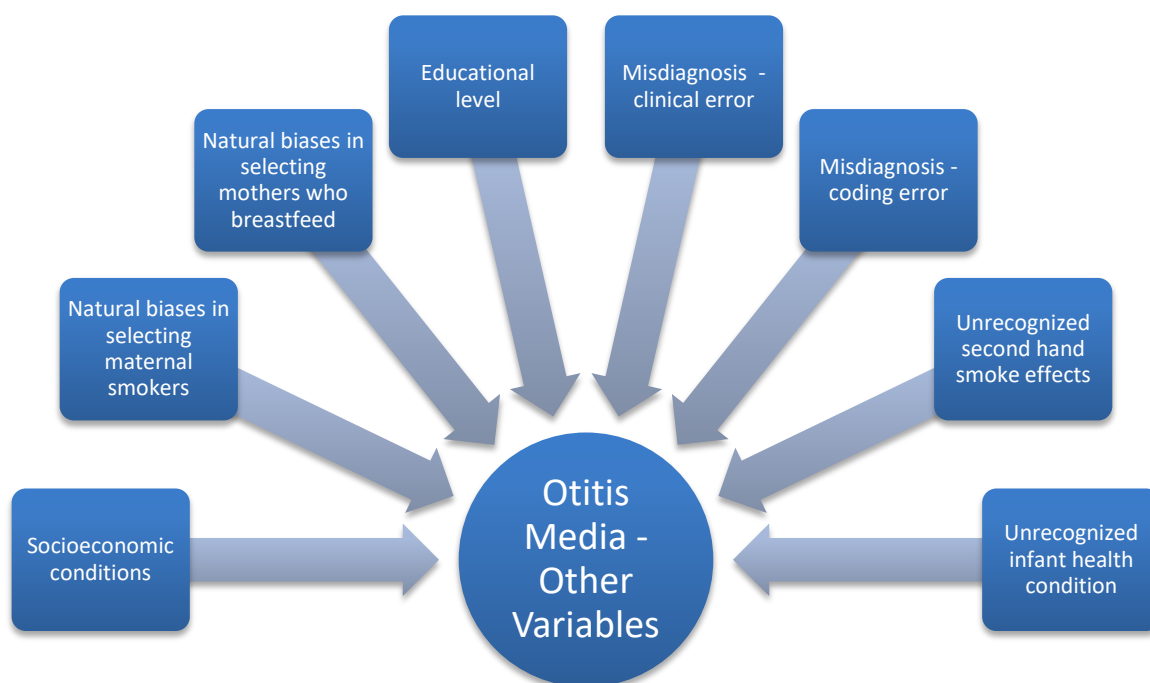 Educational
level
Misdiagnosis -
clinical error
Natural biases in
selecting
mothers who
breastfeed
Misdiagnosis -
coding error
Natural biases in
selecting
maternal
smokers
Unrecognized
second hand
smoke effects
Socioeconomic
conditions
Otitis
Media -
Other
Variables
Unrecognized
infant health
condition